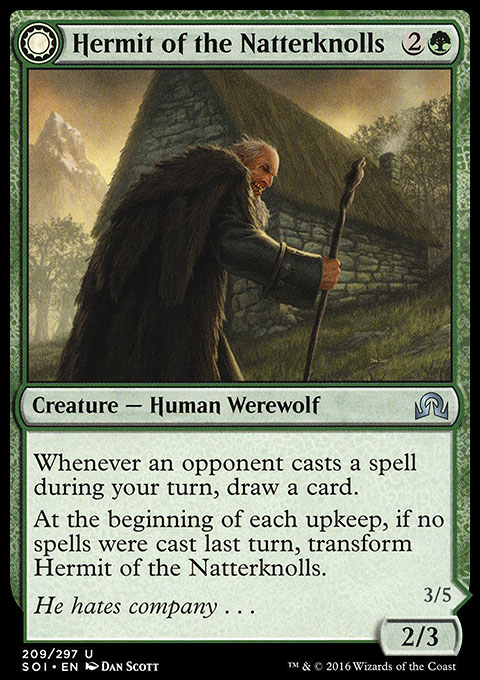 Hermit of the Natterknolls 2
Creature — Human Werewolf
Whenever an opponent casts a spell
during your turn, draw a card.
At the beginning of each upkeep, if no
spells were cast last turn, transform
Hermit of the Natterknolls.
He hates company . . .
3/5
2/3
209/297 U
SOI • EN DAN SCOTT
™ & © 2016 Wizards of the Coast